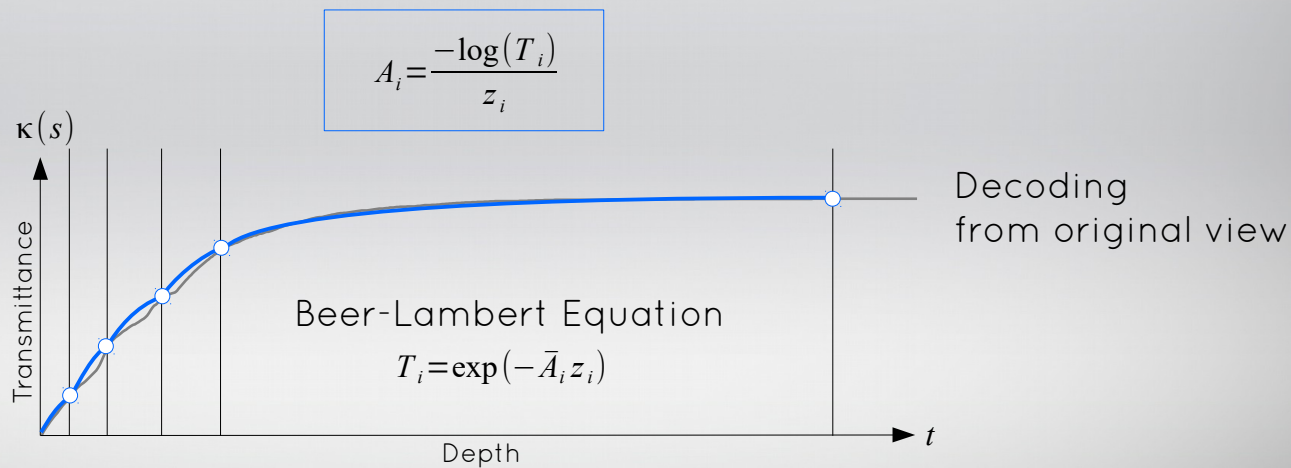 A_i = −log(T_i) / z_i
κ(s)
Transmittance
Decoding
from original view
Beer-Lambert Equation
T_i = exp(−Ā_i z_i)
t
Depth